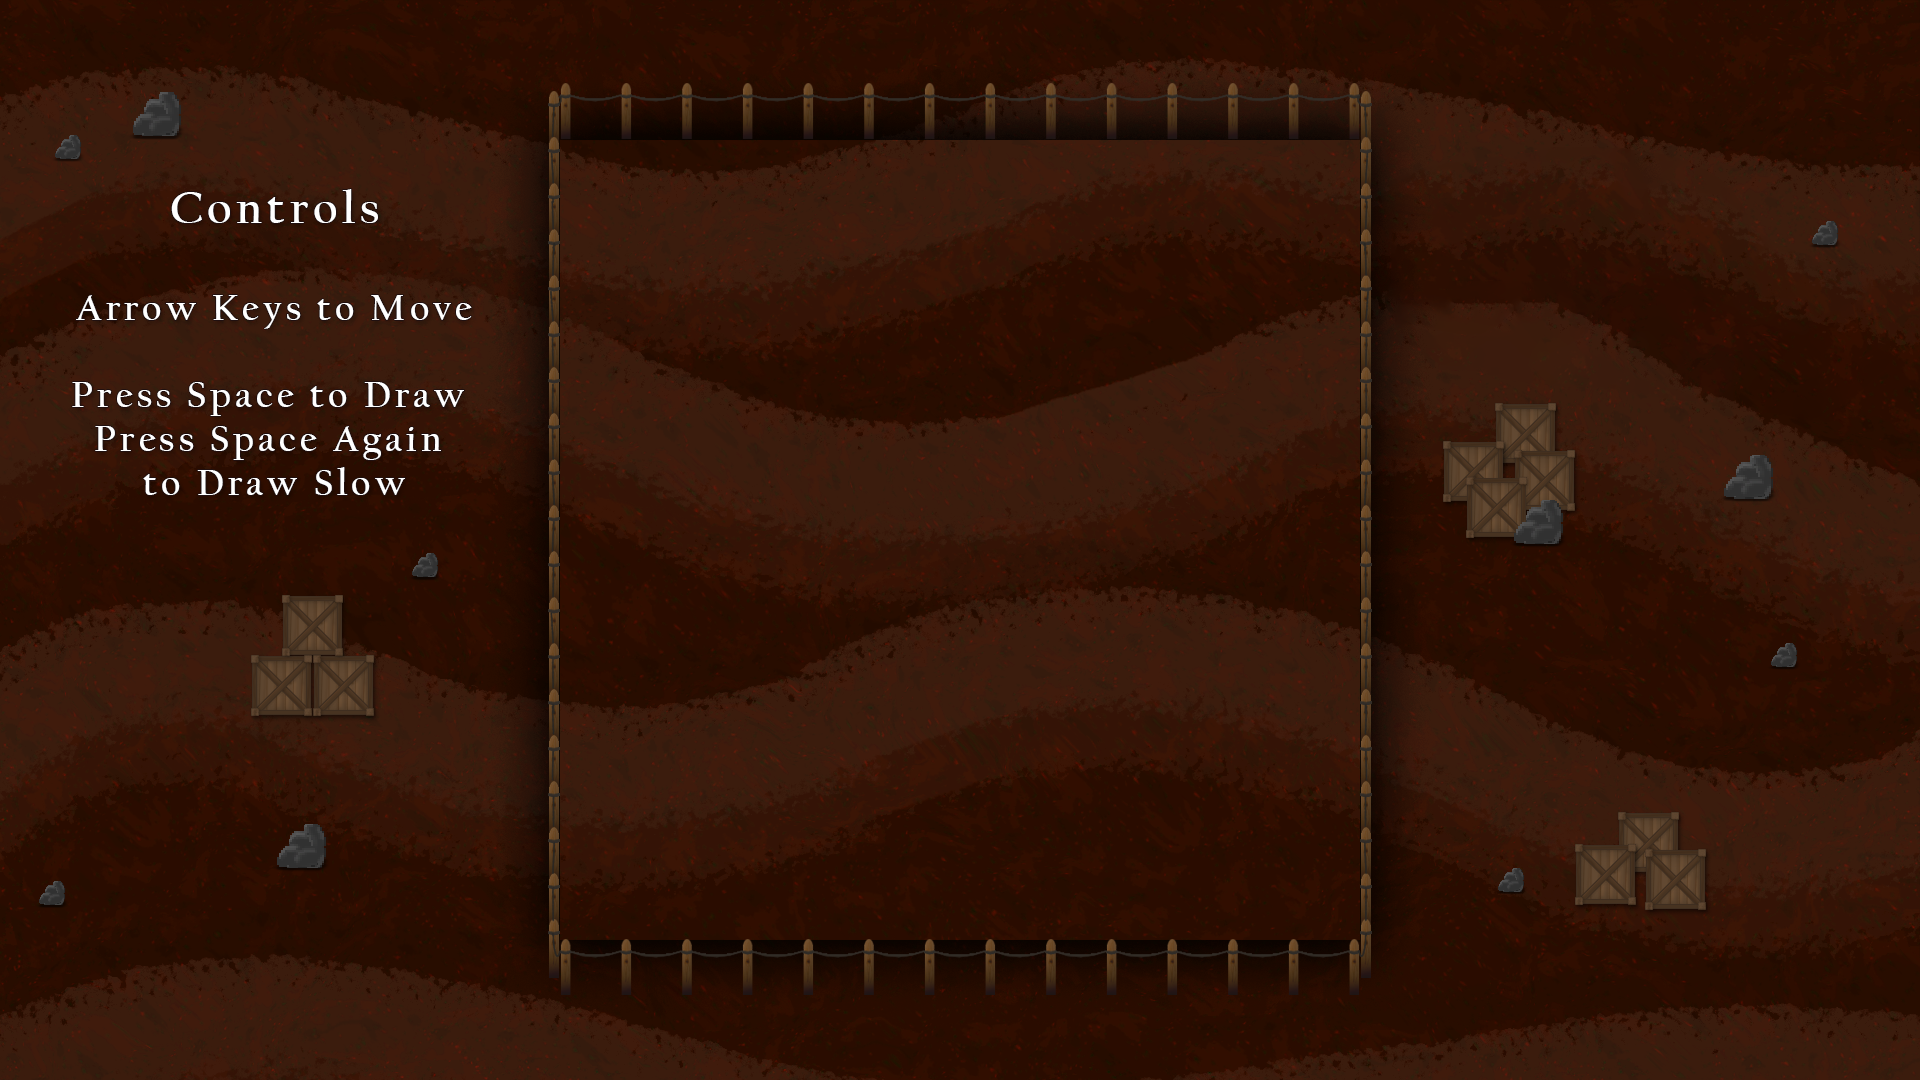 Controls
Arrow Keys to Move
Press Space to Draw
Press Space Again
to Draw Slow